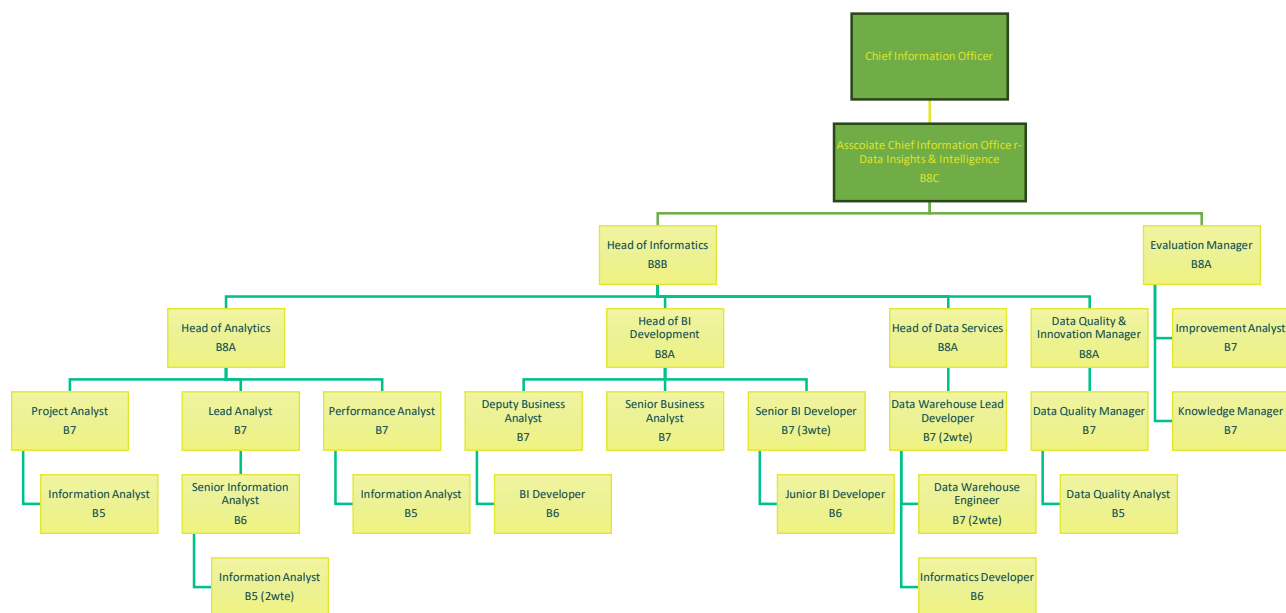 Chief Information Officer
Asscoiate Chief Information Office r-
Data Insights & Intelligence
B8C
Head of Informatics
B8B
Evaluation Manager
B8A
Head of Analytics
B8A
Head of BI
Development
B8A
Head of Data Services
B8A
Data Quality &
Innovation Manager
B8A
Improvement Analyst
B7
Project Analyst
B7
Lead Analyst
B7
Performance Analyst
B7
Deputy Business
Analyst
B7
Senior Business
Analyst
B7
Senior BI Developer
B7 (3wte)
Data Warehouse Lead
Developer
B7 (2wte)
Data Quality Manager
B7
Knowledge Manager
B7
Information Analyst
B5
Senior Information
Analyst
B6
Information Analyst
B5
BI Developer
B6
Junior BI Developer
B6
Data Warehouse
Engineer
B7 (2wte)
Data Quality Analyst
B5
Information Analyst
B5 (2wte)
Informatics Developer
B6